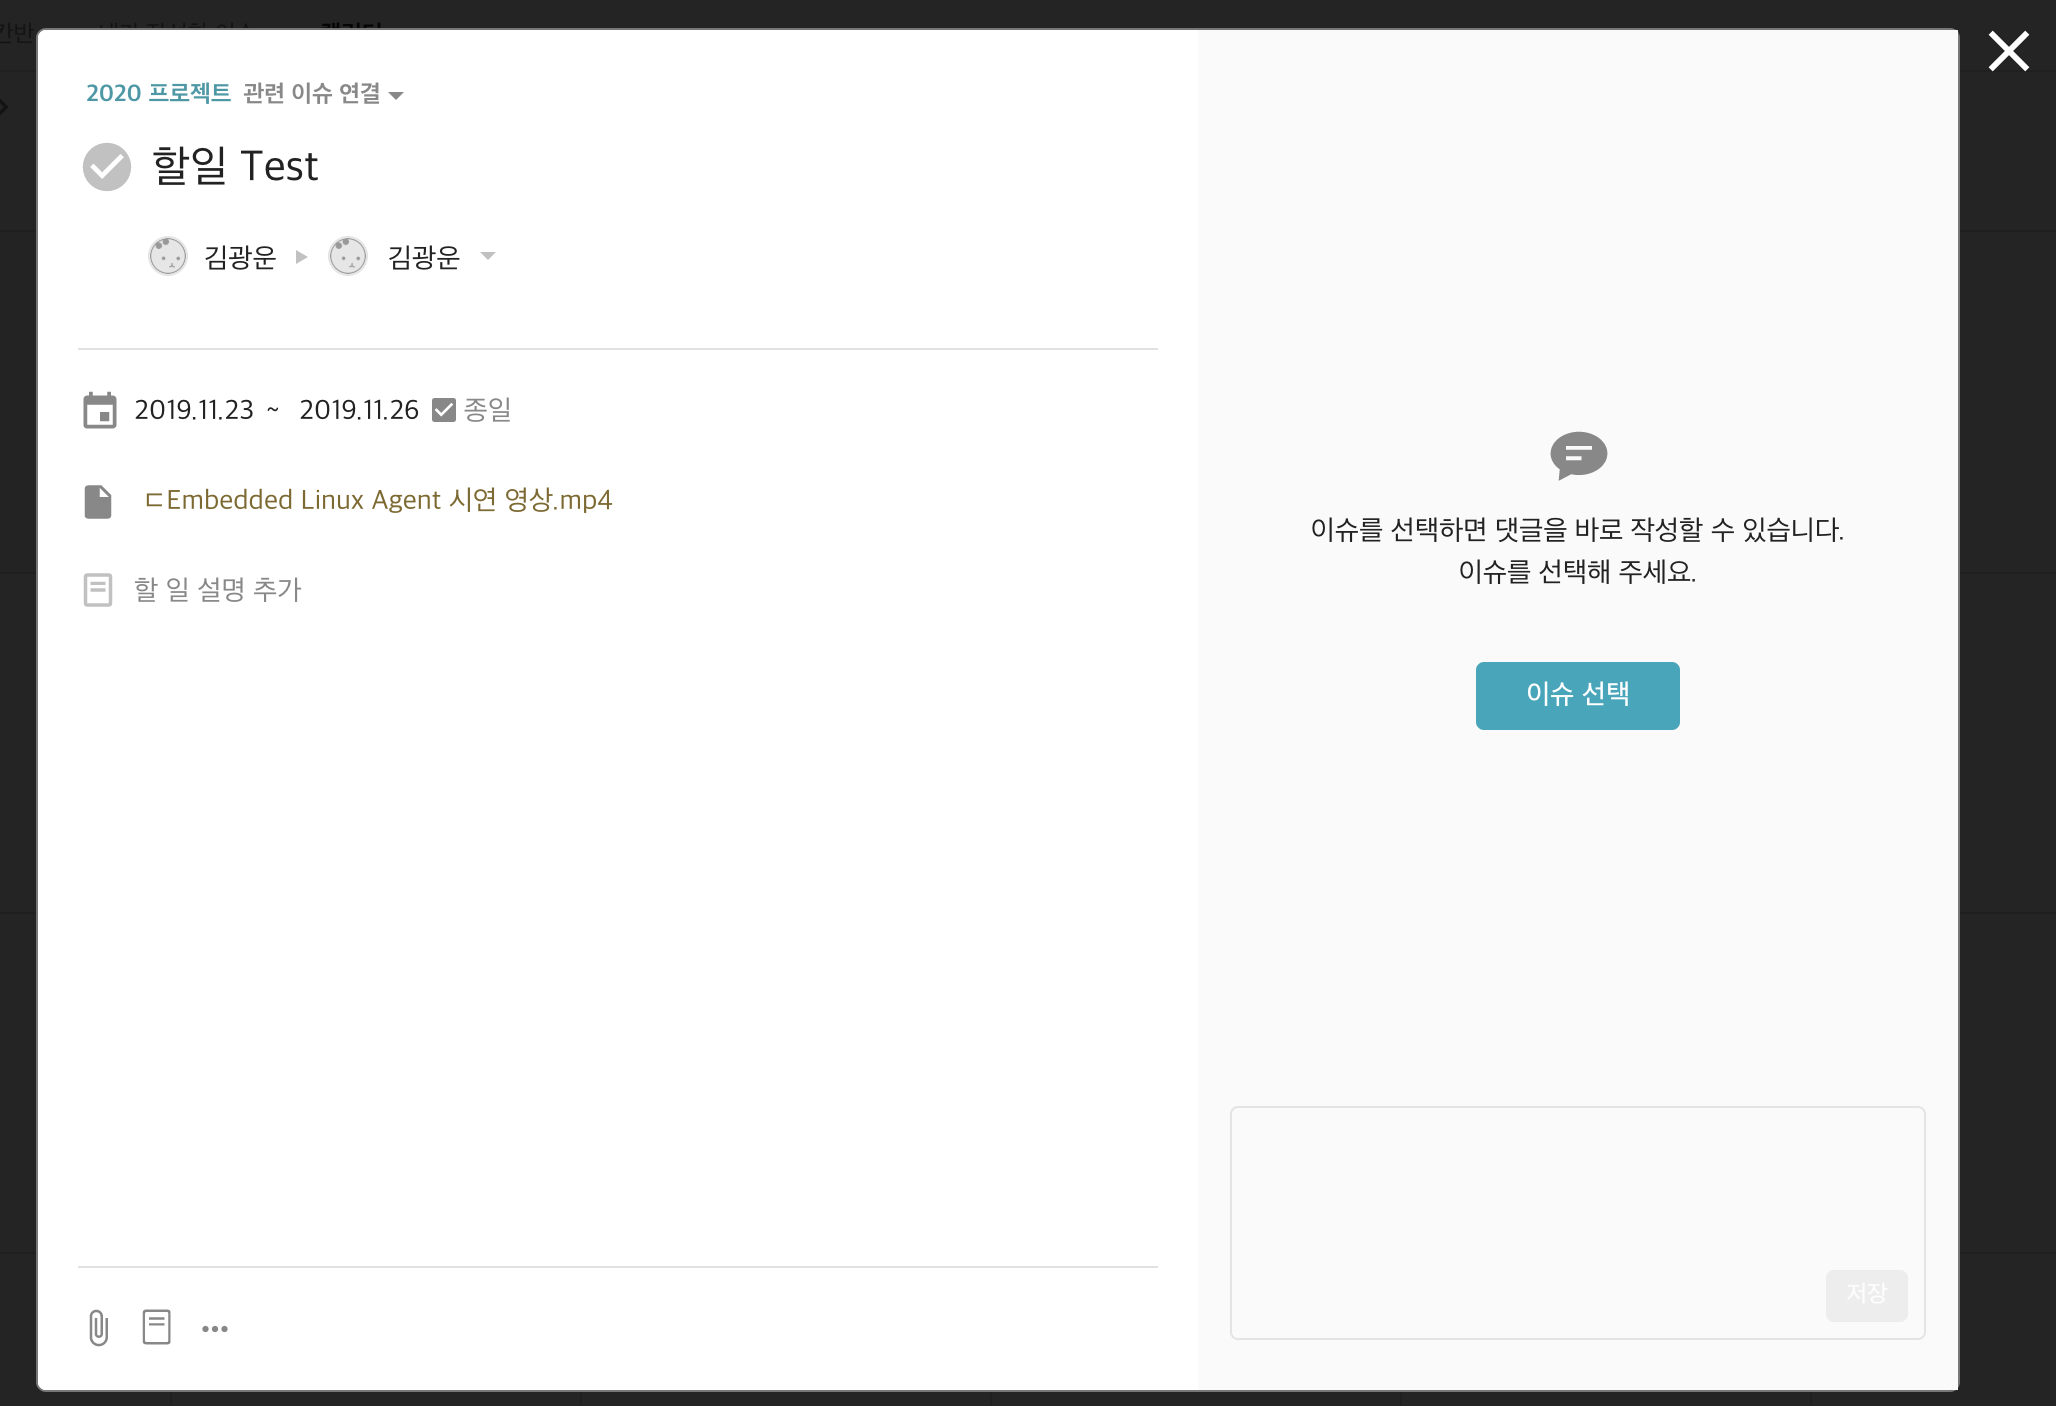 2020 프로젝트 관련 이슈 연결
할일 Test
김광운 김광운
2019.11.23 ~ 2019.11.26 종일
ㄷEmbedded Linux Agent 시연 영상.mp4
할 일 설명 추가
이슈를 선택하면 댓글을 바로 작성할 수 있습니다.
이슈를 선택해 주세요.
이슈 선택
저장